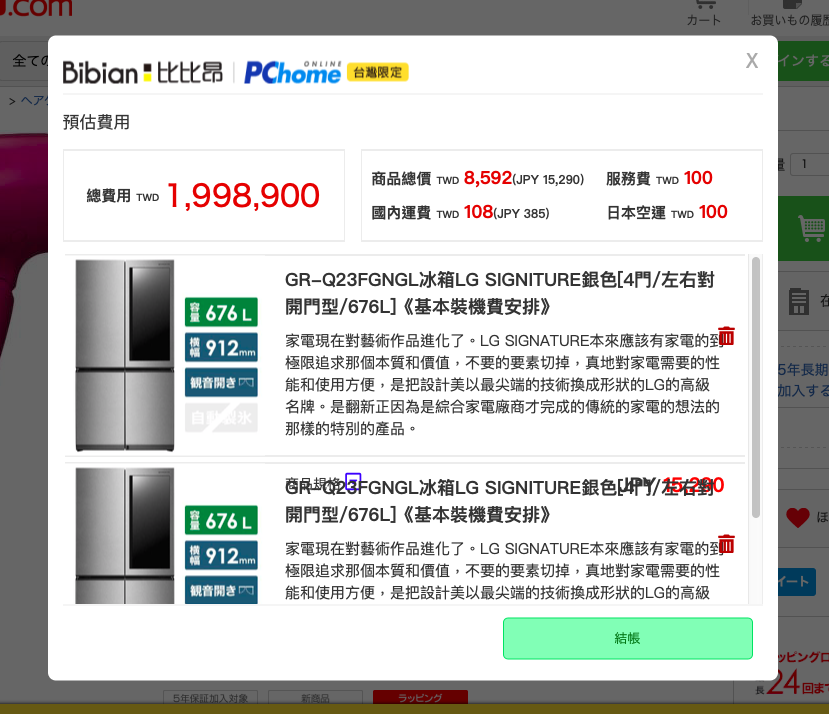 J.com
カート
お買いもの履歴
全ての
インする
> ヘアケ
X
Bibian 比比昂 | PChome ONLINE 台灣限定
預估費用
總費用 TWD 1,998,900
商品總價 TWD 8,592(JPY 15,290) 服務費 TWD 100
國內運費 TWD 108(JPY 385) 日本空運 TWD 100
量 1
GR-Q23FGNGL冰箱LG SIGNITURE銀色[4門/左右對
開門型/676L]《基本裝機費安排》
容量 676 L
横幅 912mm
観音開き
自動製氷
家電現在對藝術作品進化了。LG SIGNATURE本來應該有家電的到
極限追求那個本質和價值，不要的要素切掉，真地對家電需要的性
能和使用方便，是把設計美以最尖端的技術換成形狀的LG的高級
名牌。是翻新正因為是綜合家電廠商才完成的傳統的家電的想法的
那樣的特別的產品。
在
5年長期
加入する
商品規格
JPY 15,290
GR-Q23FGNGL冰箱LG SIGNITURE銀色[4門/左右對
開門型/676L]《基本裝機費安排》
容量 676 L
横幅 912mm
観音開き
家電現在對藝術作品進化了。LG SIGNATURE本來應該有家電的到
極限追求那個本質和價值，不要的要素切掉，真地對家電需要的性
能和使用方便，是把設計美以最尖端的技術換成形狀的LG的高級
ほ
イート
結帳
ッピングロ
長 24 回まで
5年保証加入対象
新商品
ラッピング